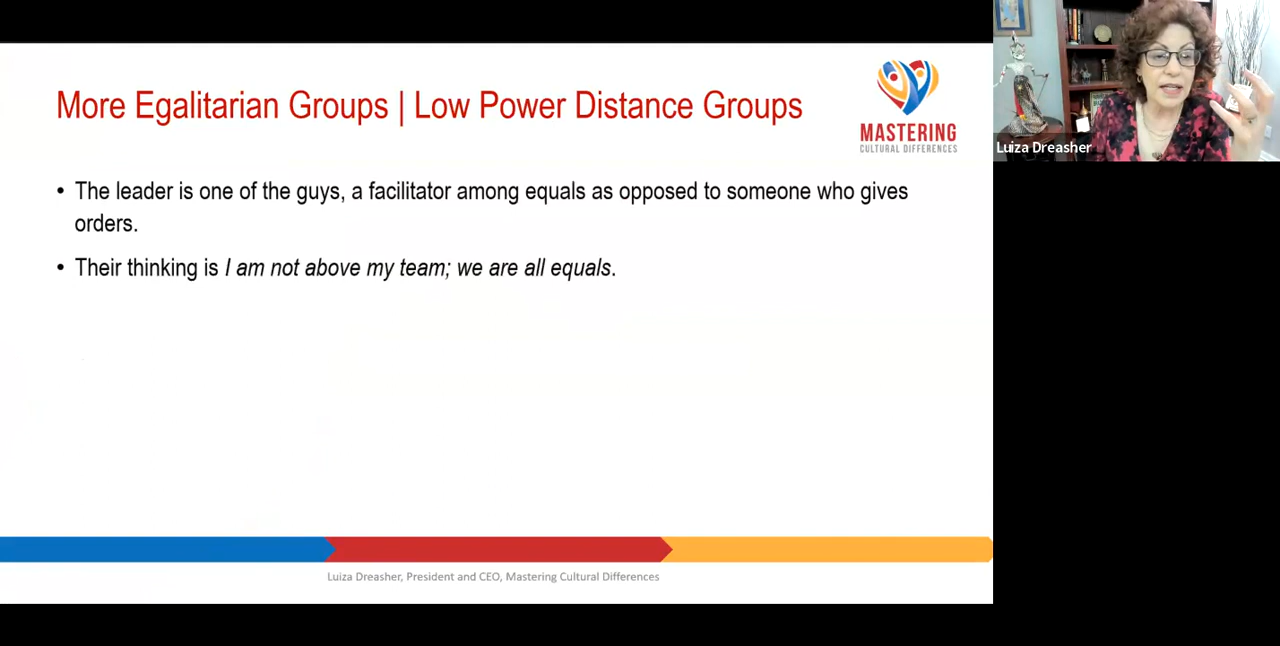 More Egalitarian Groups | Low Power Distance Groups
MASTERING
CULTURAL DIFFERENCES
Luiza Dreasher
• The leader is one of the guys, a facilitator among equals as opposed to someone who gives
orders.
• Their thinking is I am not above my team; we are all equals.
Luiza Dreasher, President and CEO, Mastering Cultural Differences